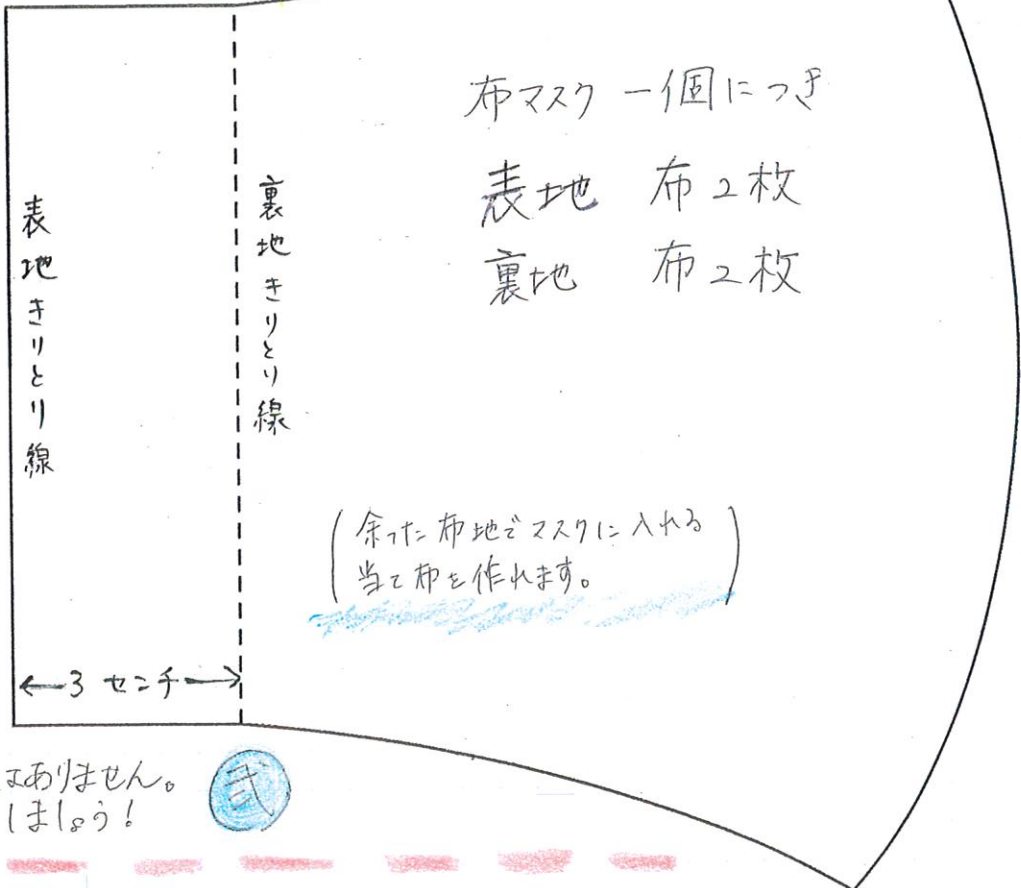 布マスク 一個につき
表地 布2枚
裏地 布2枚
表地きりとり線
裏地きりとり線
(余った布地でマスクに入れる
当て布を作れます。)
←3 センチ→
はありません。
しましょう!
弐